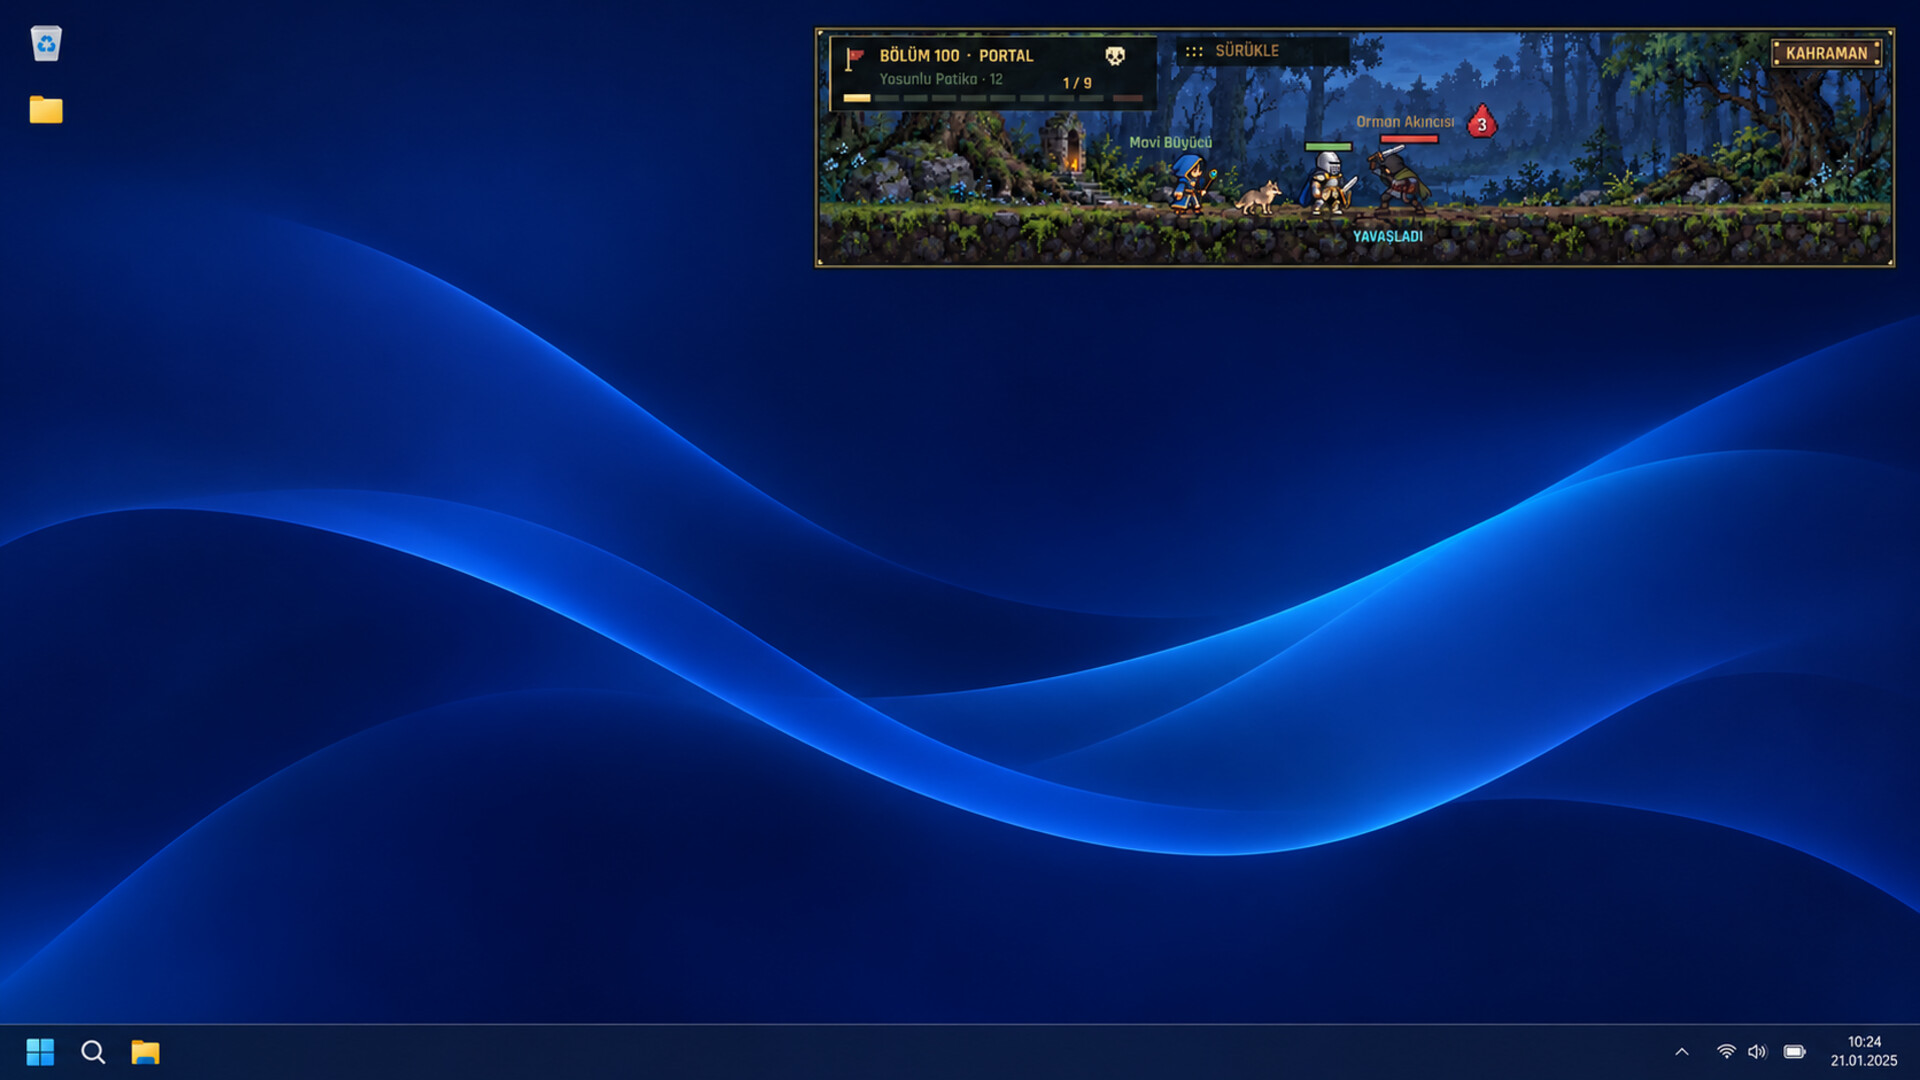 BÖLÜM 100 · PORTAL
Yosunlu Patika · 12
1 / 9
SÜRÜKLE
KAHRAMAN
Mavi Büyücü
Orman Akıncısı
3
YAVAŞLADI
10:24
21.01.2025